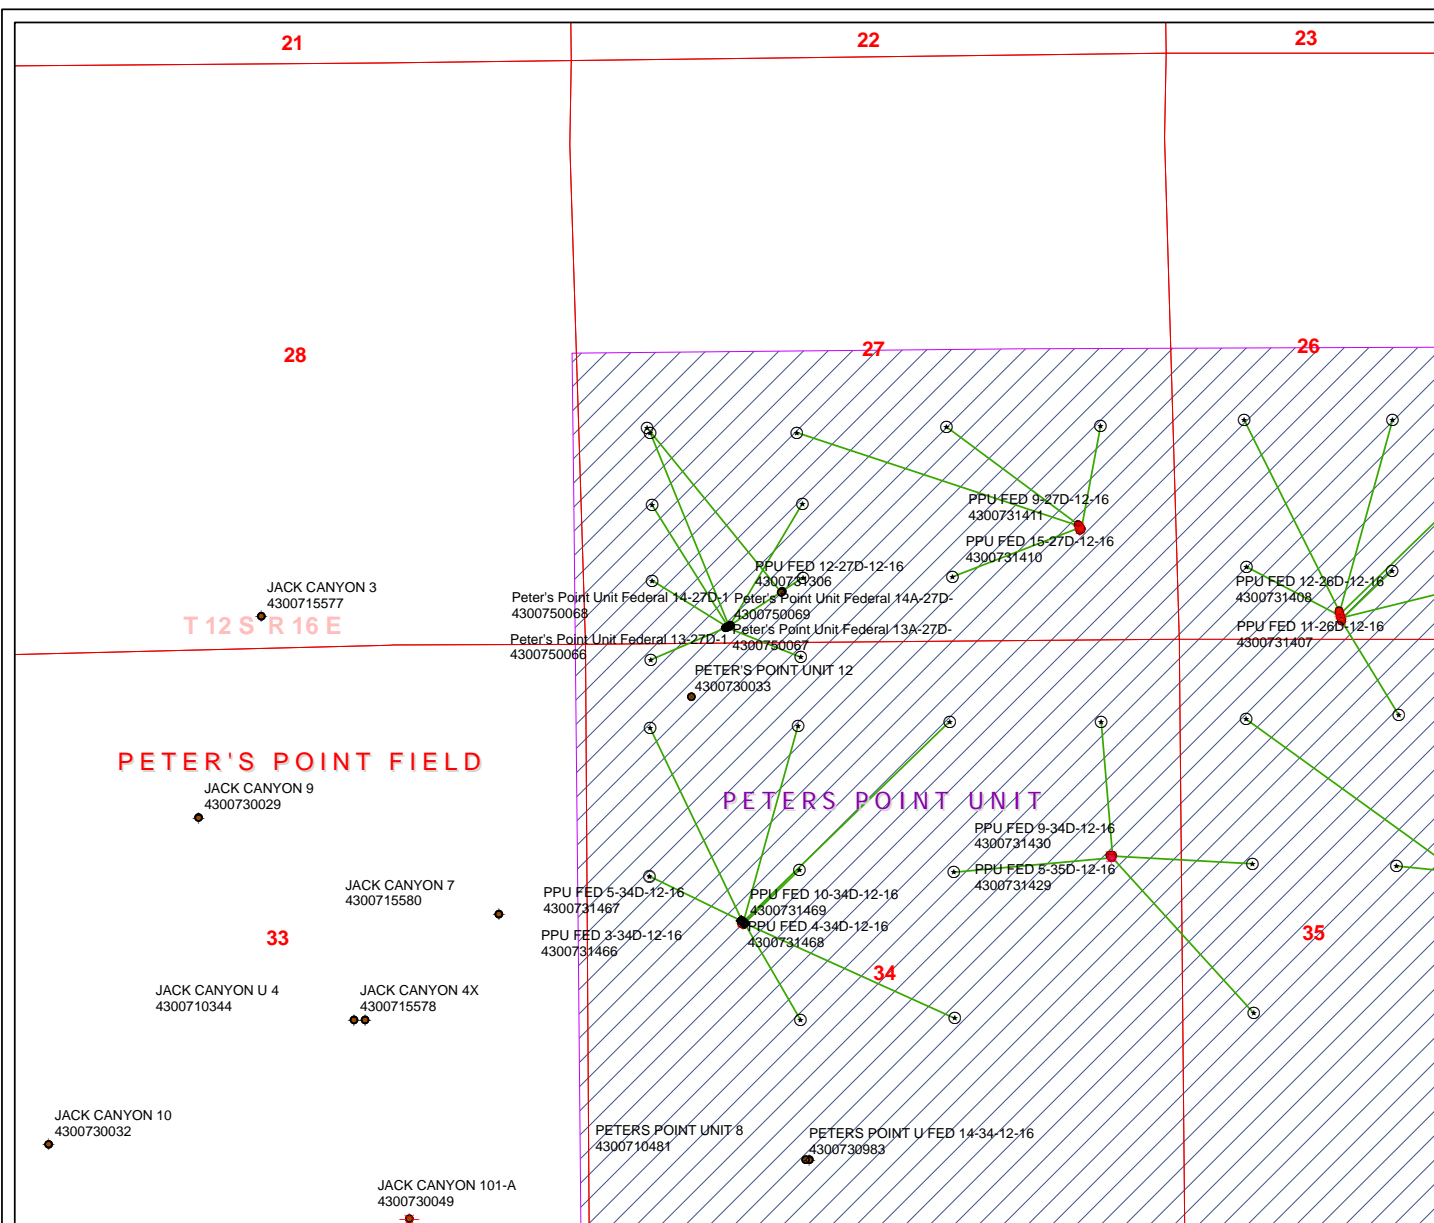 21
22
23
28
27
26
PPU FED 9-27D-12-16
4300731411
PPU FED 15-27D-12-16
4300731410
PPU FED 12-27D-12-16
4300731306
JACK CANYON 3
4300715577
T 12 S R 16 E
Peter's Point Unit Federal 14-27D-1
4300750068
Peter's Point Unit Federal 14A-27D-
4300750069
Peter's Point Unit Federal 13-27D-1
4300750066
Peter's Point Unit Federal 13A-27D-
4300750067
PPU FED 12-26D-12-16
4300731408
PPU FED 11-26D-12-16
4300731407
PETER'S POINT UNIT 12
4300730033
PETER'S POINT FIELD
JACK CANYON 9
4300730029
PETERS POINT UNIT
PPU FED 9-34D-12-16
4300731430
PPU FED 5-35D-12-16
4300731429
JACK CANYON 7
4300715580
PPU FED 5-34D-12-16
4300731467
PPU FED 10-34D-12-16
4300731469
PPU FED 3-34D-12-16
4300731466
PPU FED 4-34D-12-16
4300731468
33
34
35
JACK CANYON U 4
4300710344
JACK CANYON 4X
4300715578
JACK CANYON 10
4300730032
PETERS POINT UNIT 8
4300710481
PETERS POINT U FED 14-34-12-16
4300730983
JACK CANYON 101-A
4300730049